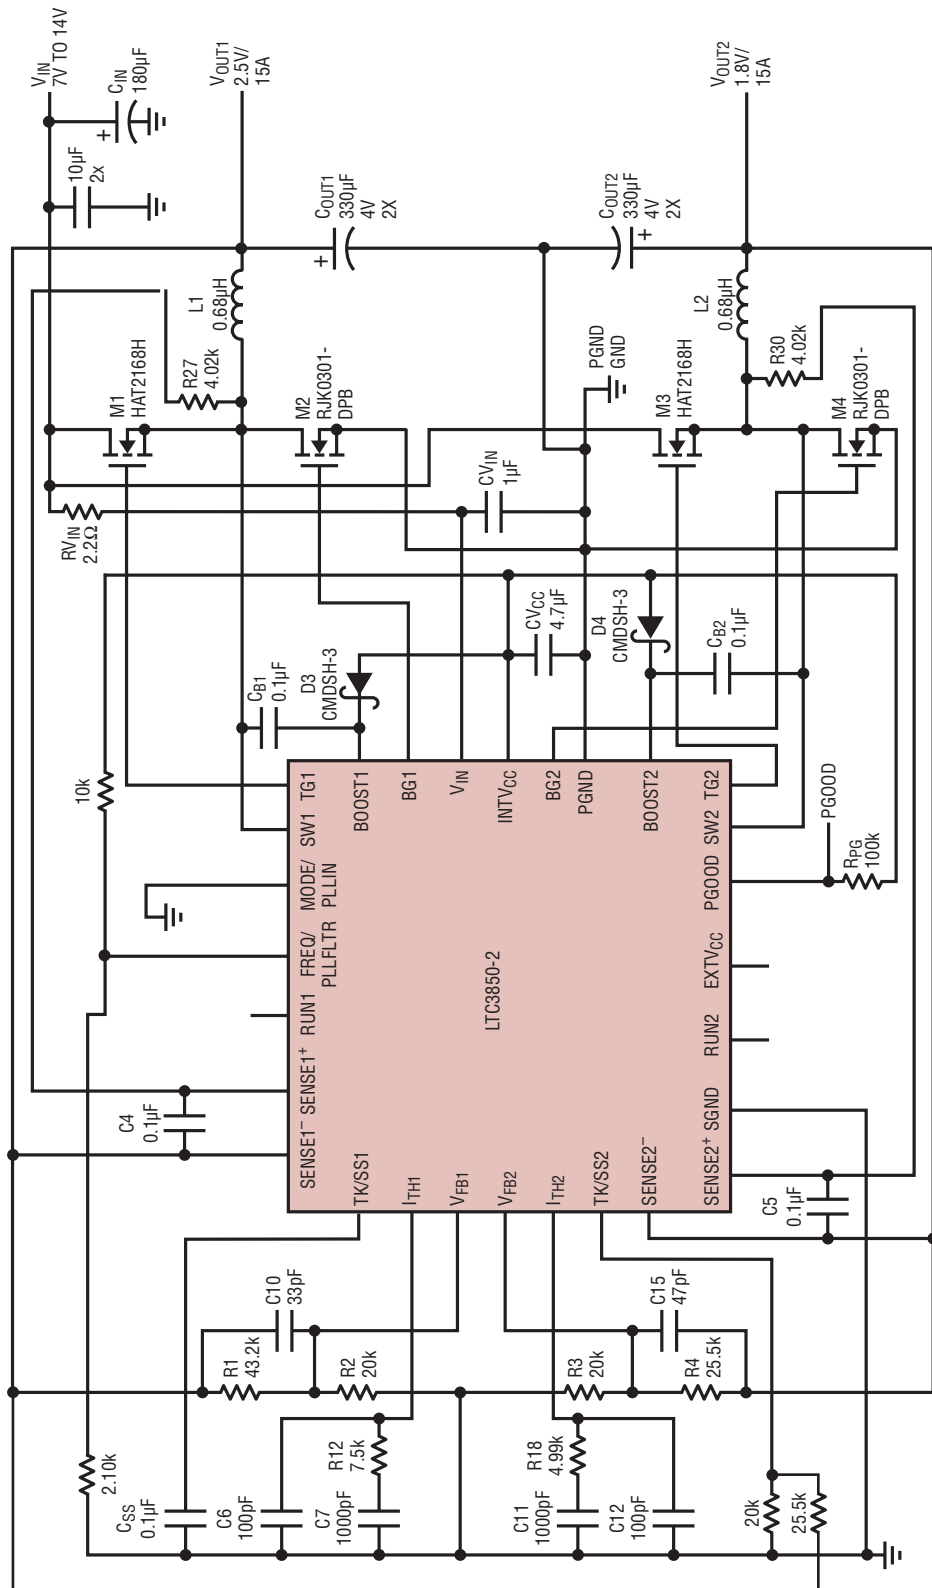 VIN
7V TO 14V
CIN
180µF
+
10µF
2x
VOUT1
2.5V/
15A
COUT1
330µF
4V
2X
+
COUT2
330µF
4V
2X
+
VOUT2
1.8V/
15A
L1
0.68µH
L2
0.68µH
M1
HAT2168H
R27
4.02k
M2
RJK0301-
DPB
PGND
GND
M3
HAT2168H
R30
4.02k
M4
RJK0301-
DPB
RVIN
2.2Ω
CVIN
1µF
CVCC
4.7µF
D4
CMDSH-3
CB2
0.1µF
CB1
0.1µF
D3
CMDSH-3
10k
TG1
SW1
MODE/
PLLIN
FREQ/
PLLFLTR
RUN1
SENSE1+
SENSE1–
BOOST1
BG1
VIN
INTVCC
BG2
PGND
BOOST2
TG2
SW2
PGOOD
EXTVCC
RUN2
SGND
SENSE2+
LTC3850-2
TK/SS1
ITH1
VFB1
VFB2
ITH2
TK/SS2
SENSE2–
PGOOD
RPG
100k
C4
0.1µF
C5
0.1µF
C10
33pF
R1
43.2k
R2
20k
R3
20k
C15
47pF
R4
25.5k
2.10k
CSS
0.1µF
C6
100pF
R12
7.5k
C7
1000pF
R18
4.99k
C11
1000pF
C12
100pF
20k
25.5k